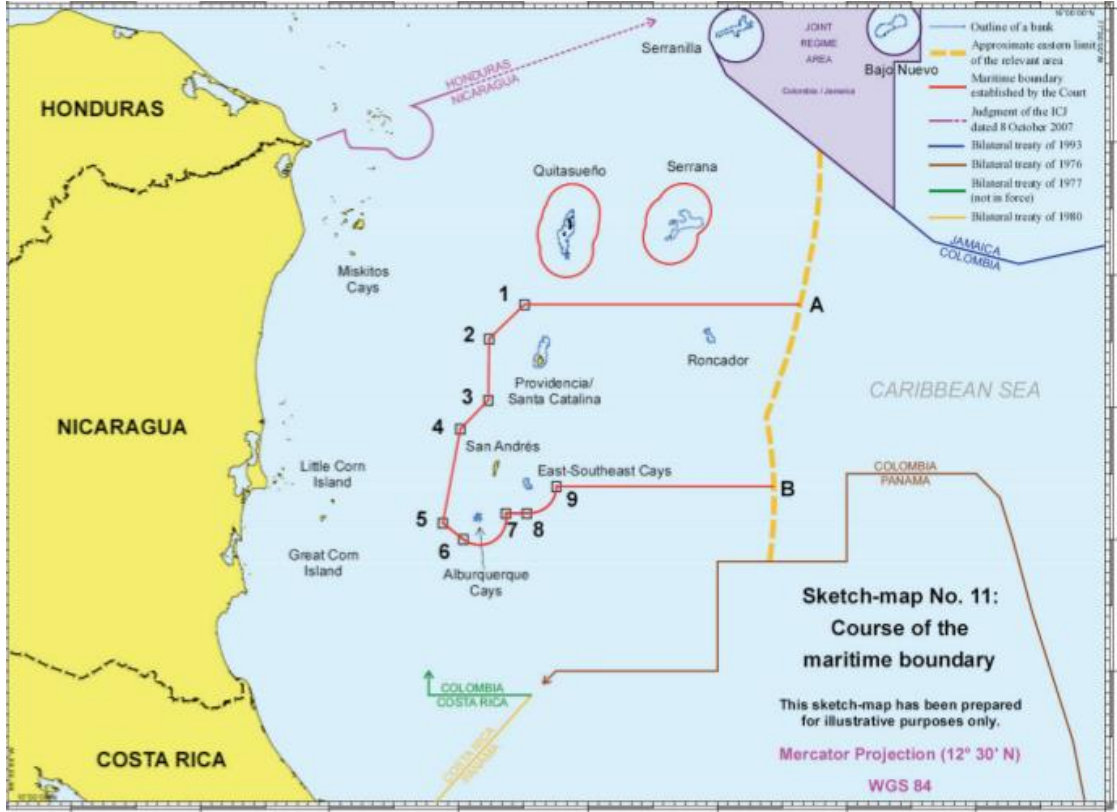 16°00'00"N
Serranilla
JOINT
REGIME
AREA
Colombia / Jamaica
Bajo Nuevo
Outline of a bank
Approximate eastern limit
of the relevant area
Maritime boundary
established by the Court
Judgment of the ICJ
dated 8 October 2007
Bilateral treaty of 1993
Bilateral treaty of 1976
Bilateral treaty of 1977
(not in force)
Bilateral treaty of 1980
HONDURAS
NICARAGUA
HONDURAS
Quitasueño
Serrana
JAMAICA
COLOMBIA
Miskitos
Cays
1
A
2
Roncador
Providencia/
Santa Catalina
3
CARIBBEAN SEA
4
NICARAGUA
San Andrés
Little Corn
Island
East-Southeast Cays
COLOMBIA
PANAMA
9
B
5
7
8
6
Great Corn
Island
Alburquerque
Cays
Sketch-map No. 11:
Course of the
maritime boundary
COLOMBIA
COSTA RICA
This sketch-map has been prepared
for illustrative purposes only.
COSTA RICA
PANAMA
COSTA RICA
Mercator Projection (12° 30' N)
WGS 84